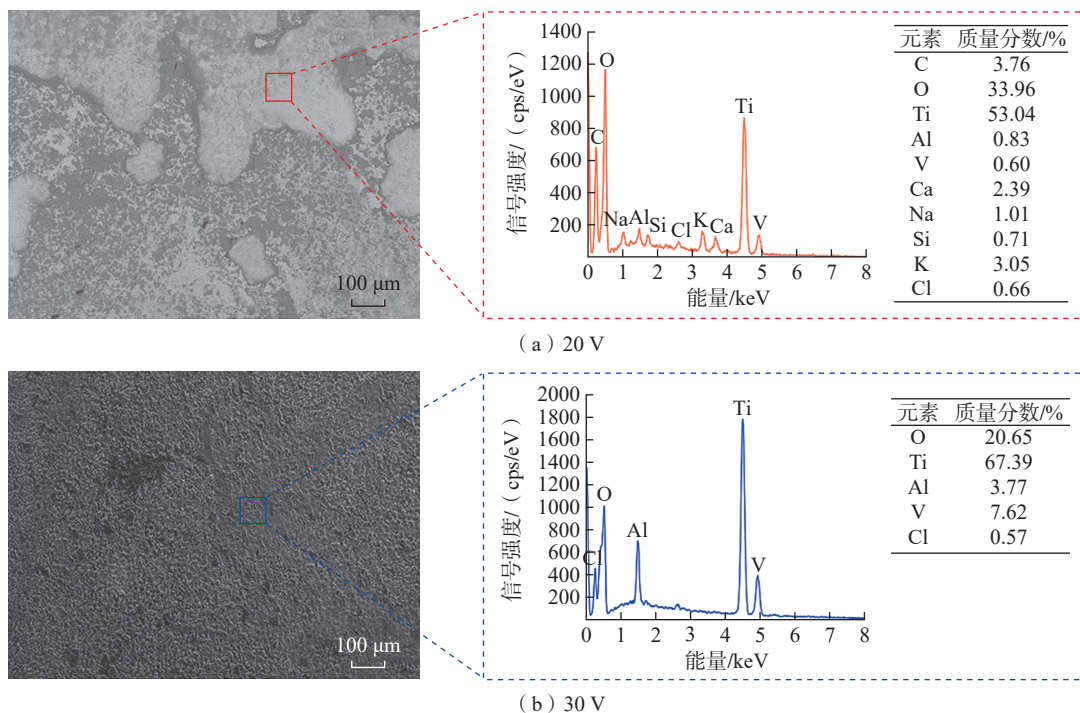 1400
1200
1000
800
600
400
200
0 1 2 3 4 5 6 7 8
信号强度/（cps/eV）
能量/keV
C
O
Na
Al
Si
Cl
K
Ca
Ti
V
元素 质量分数/%
C 3.76
O 33.96
Ti 53.04
Al 0.83
V 0.60
Ca 2.39
Na 1.01
Si 0.71
K 3.05
Cl 0.66
100 μm
（a）20 V
2000
1800
1600
1400
1200
1000
800
600
400
200
0 1 2 3 4 5 6 7 8
信号强度/（cps/eV）
能量/keV
Cl
O
Al
Ti
V
元素 质量分数/%
O 20.65
Ti 67.39
Al 3.77
V 7.62
Cl 0.57
100 μm
（b）30 V